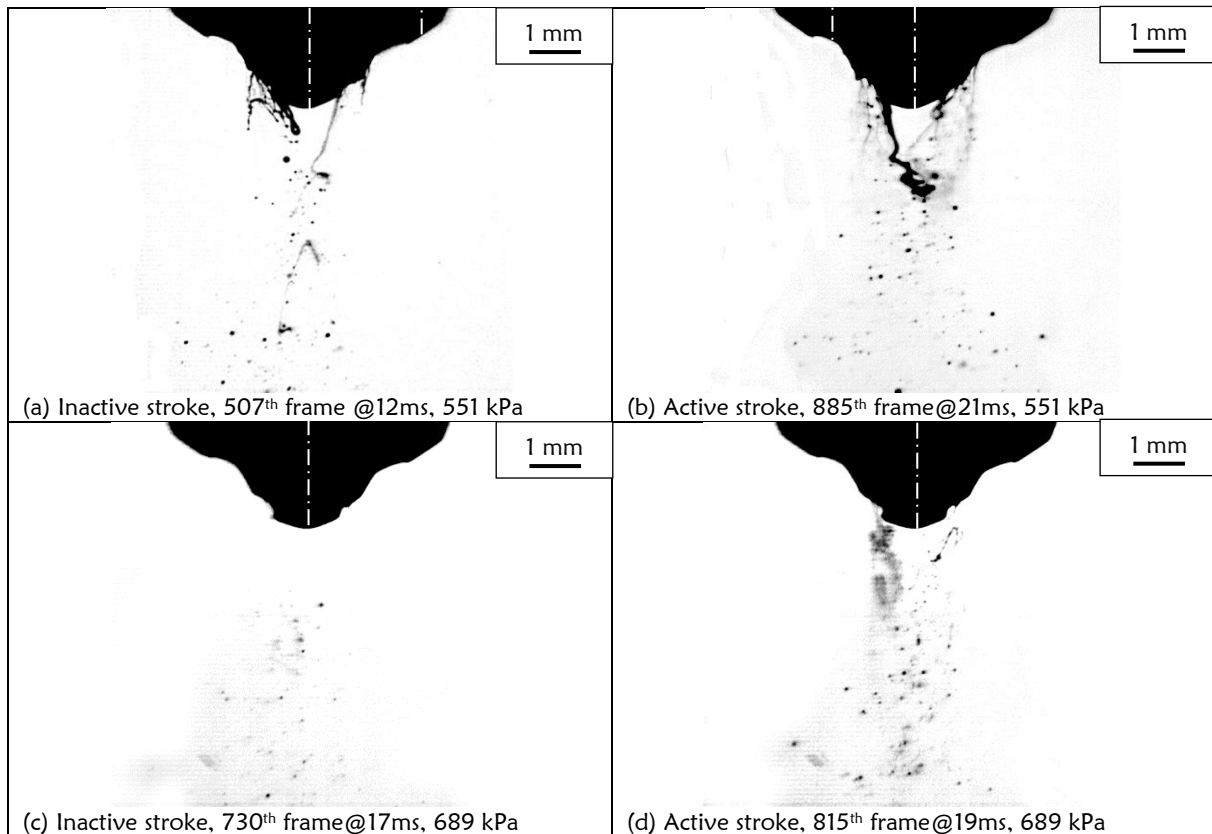 1 mm
1 mm
(a) Inactive stroke, 507th frame @12ms, 551 kPa
(b) Active stroke, 885th frame@21ms, 551 kPa
1 mm
1 mm
(c) Inactive stroke, 730th frame@17ms, 689 kPa
(d) Active stroke, 815th frame@19ms, 689 kPa